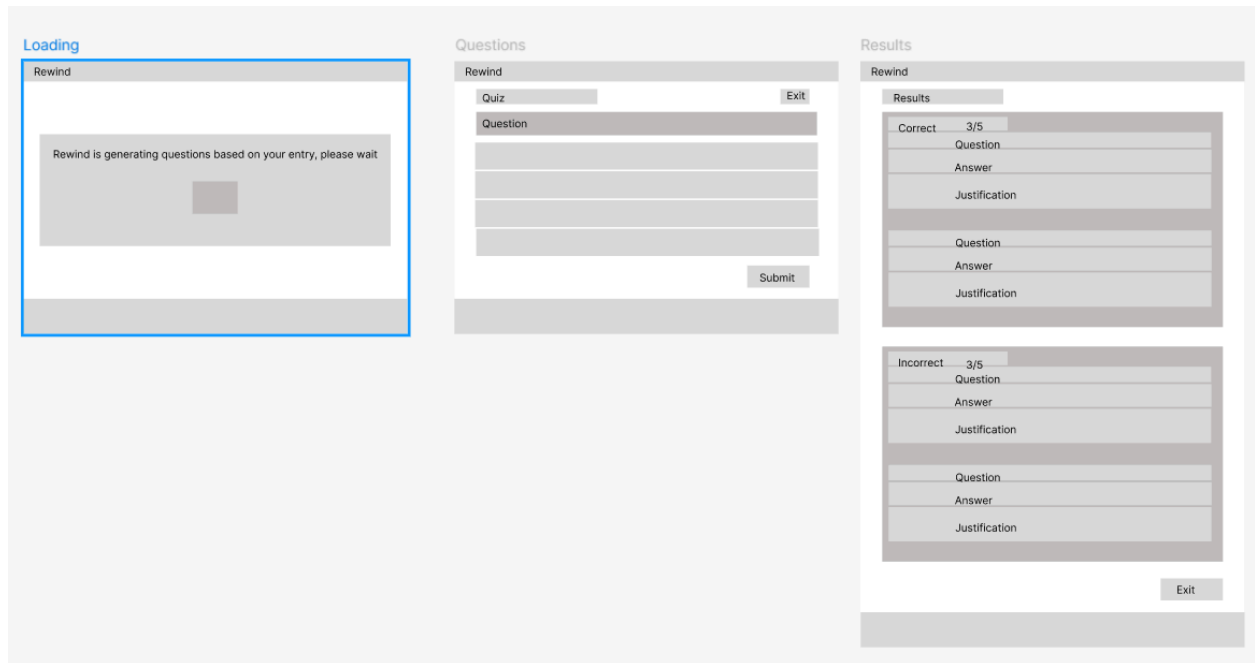 Loading
Rewind
Rewind is generating questions based on your entry, please wait
Questions
Rewind
Quiz
Exit
Question
Submit
Results
Rewind
Results
Correct 3/5
Question
Answer
Justification
Question
Answer
Justification
Incorrect 3/5
Question
Answer
Justification
Question
Answer
Justification
Exit